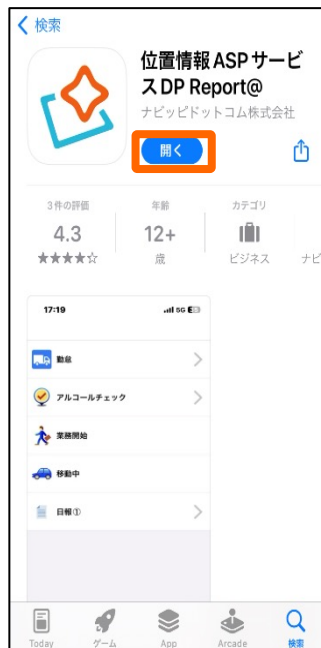 検索
位置情報ASPサービ
スDP Report@
ナビッピドットコム株式会社
開く
3件の評価
年齢
カテゴリ
4.3
12+
★★★★☆
歳
ビジネス
ナビ
17:19
5G
勤怠
アルコールチェック
業務開始
移動中
日報①
Today
ゲーム
App
Arcade
検索